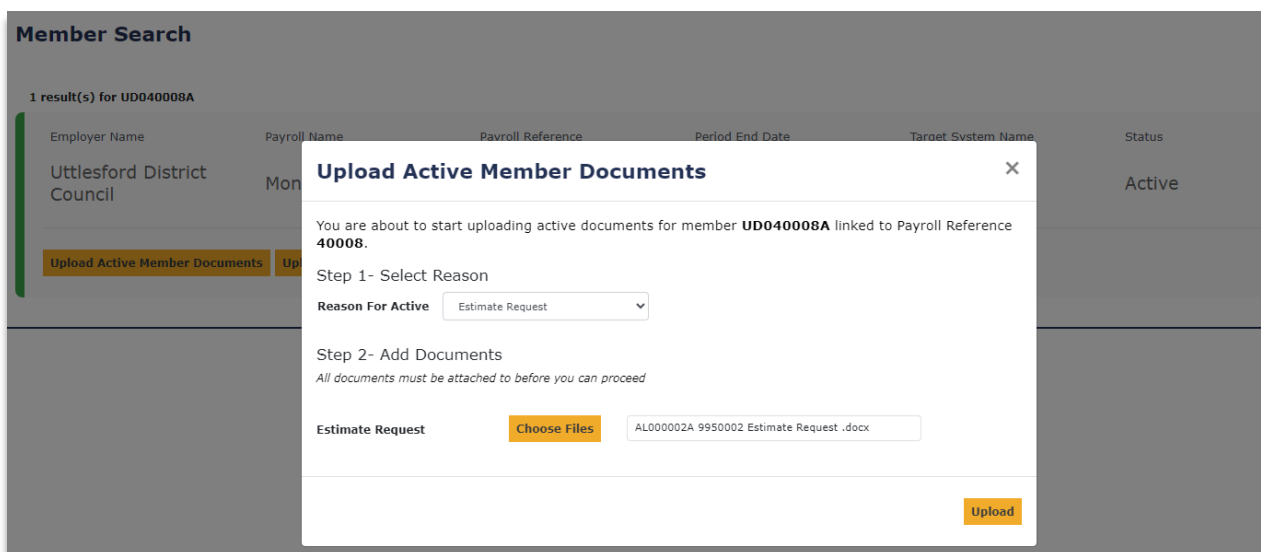 Member Search
1 result(s) for UD040008A
Employer Name Payroll Name Payroll Reference Period End Date Target System Name Status
Uttlesford District
Council
Mon
Active
Upload Active Member Documents Upl
Upload Active Member Documents ×
You are about to start uploading active documents for member UD040008A linked to Payroll Reference
40008.
Step 1- Select Reason
Reason For Active Estimate Request
Step 2- Add Documents
All documents must be attached to before you can proceed
Estimate Request Choose Files AL000002A 9950002 Estimate Request .docx
Upload